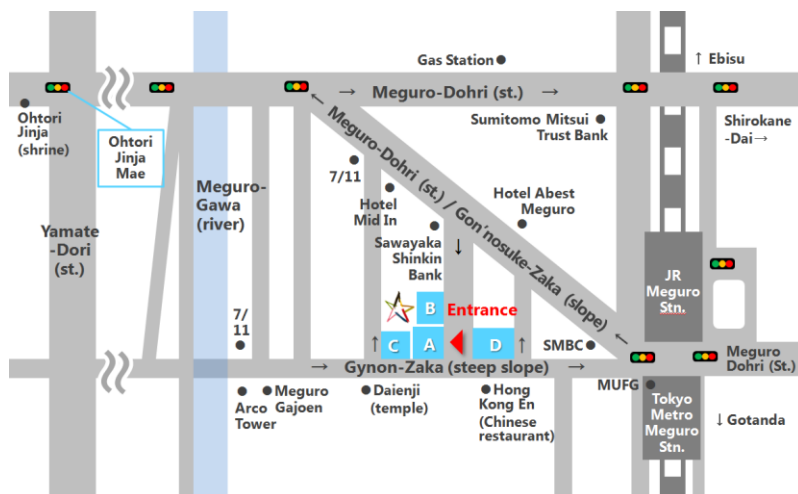 Gas Station
↑ Ebisu
→ Meguro-Dohri (st.) →
Ohtori
Jinja
(shrine)
Ohtori
Jinja
Mae
Sumitomo Mitsui
Trust Bank
Shirokane
-Dai→
← Meguro-Dohri (st.) / Gon'nosuke-Zaka (slope) ←
7/11
Hotel
Mid In
Meguro-
Gawa
(river)
Hotel Abest
Meguro
Yamate
-Dori
(st.)
Sawayaka
Shinkin
Bank
↓
JR
Meguro
Stn.
B
Entrance
7/
11
C
A
D
↑
↑
SMBC
→
Gynon-Zaka (steep slope)
→
Meguro
Dohri (St.)
Arco
Tower
Meguro
Gajoen
Daienji
(temple)
Hong
Kong En
(Chinese
restaurant)
MUFG
Tokyo
Metro
Meguro
Stn.
↓Gotanda